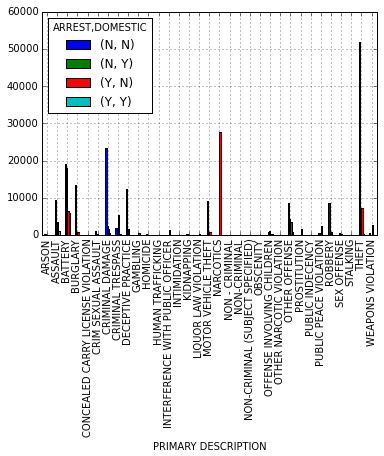 60000
50000
40000
30000
20000
10000
0
ARREST,DOMESTIC
(N, N)
(N, Y)
(Y, N)
(Y, Y)
ARSON
ASSAULT
BATTERY
BURGLARY
CONCEALED CARRY LICENSE VIOLATION
CRIM SEXUAL ASSAULT
CRIMINAL DAMAGE
CRIMINAL TRESPASS
DECEPTIVE PRACTICE
GAMBLING
HOMICIDE
HUMAN TRAFFICKING
INTERFERENCE WITH PUBLIC OFFICER
INTIMIDATION
KIDNAPPING
LIQUOR LAW VIOLATION
MOTOR VEHICLE THEFT
NARCOTICS
NON - CRIMINAL
NON-CRIMINAL
NON-CRIMINAL (SUBJECT SPECIFIED)
OBSCENITY
OFFENSE INVOLVING CHILDREN
OTHER NARCOTIC VIOLATION
OTHER OFFENSE
PROSTITUTION
PUBLIC INDECENCY
PUBLIC PEACE VIOLATION
ROBBERY
SEX OFFENSE
STALKING
THEFT
WEAPONS VIOLATION
PRIMARY DESCRIPTION